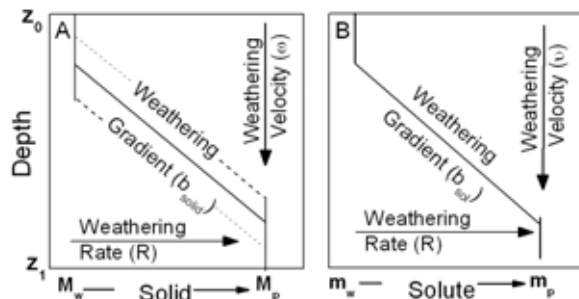 Z0
A
Weathering
Velocity (ω)
Weathering
Gradient (bsolid)
Depth
Weathering
Rate (R)
Z1
Mw
Solid
Mp
B
Weathering
Velocity (υ)
Weathering
Gradient (bsol)
Weathering
Rate (R)
mw
Solute
mp